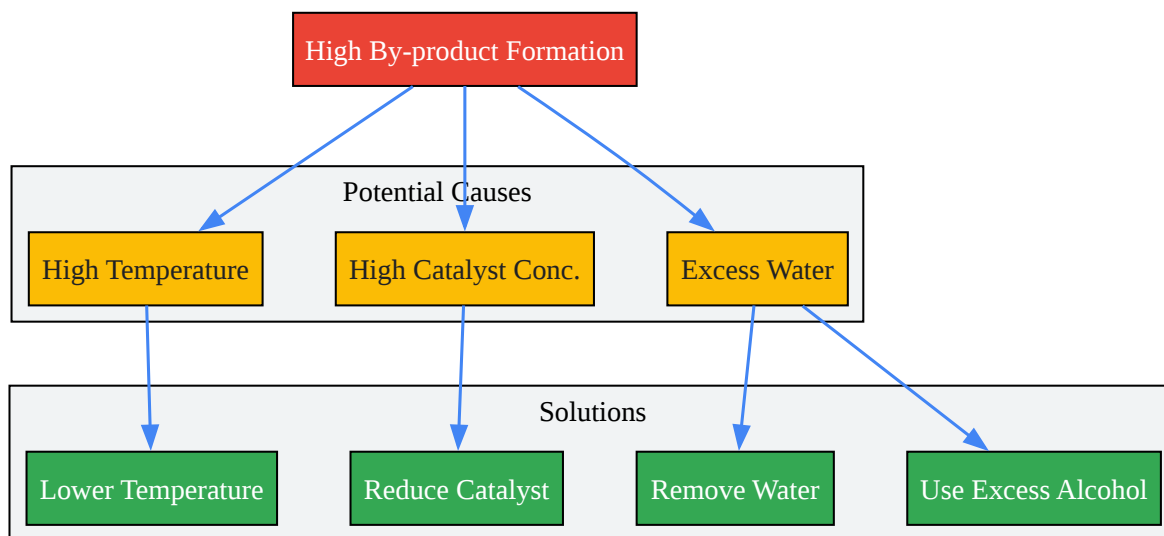 High By-product Formation
Potential Causes
High Temperature
High Catalyst Conc.
Excess Water
Solutions
Lower Temperature
Reduce Catalyst
Remove Water
Use Excess Alcohol